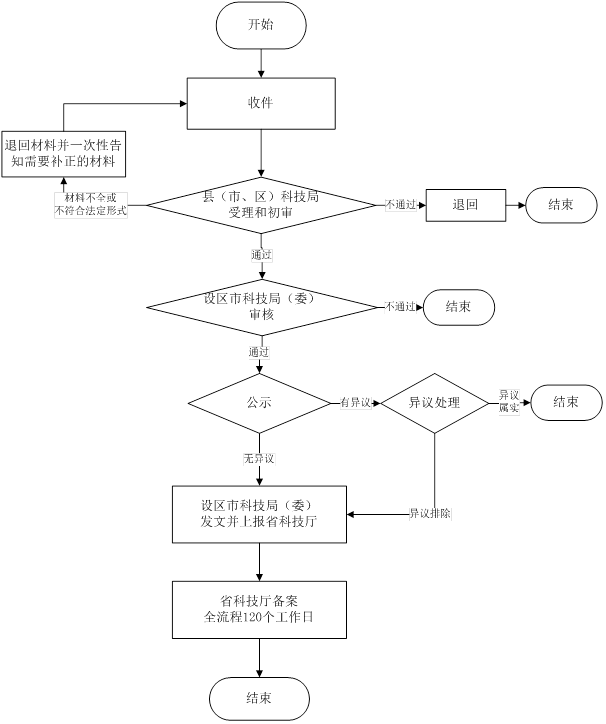 开始
收件
退回材料并一次性告
知需要补正的材料
材料不全或
不符合法定形式
县（市、区）科技局
受理和初审
不通过
退回
结束
通过
设区市科技局（委）
审核
不通过
结束
通过
公示
有异议
异议处理
异议
属实
结束
无异议
异议排除
设区市科技局（委）
发文并上报省科技厅
省科技厅备案
全流程120个工作日
结束